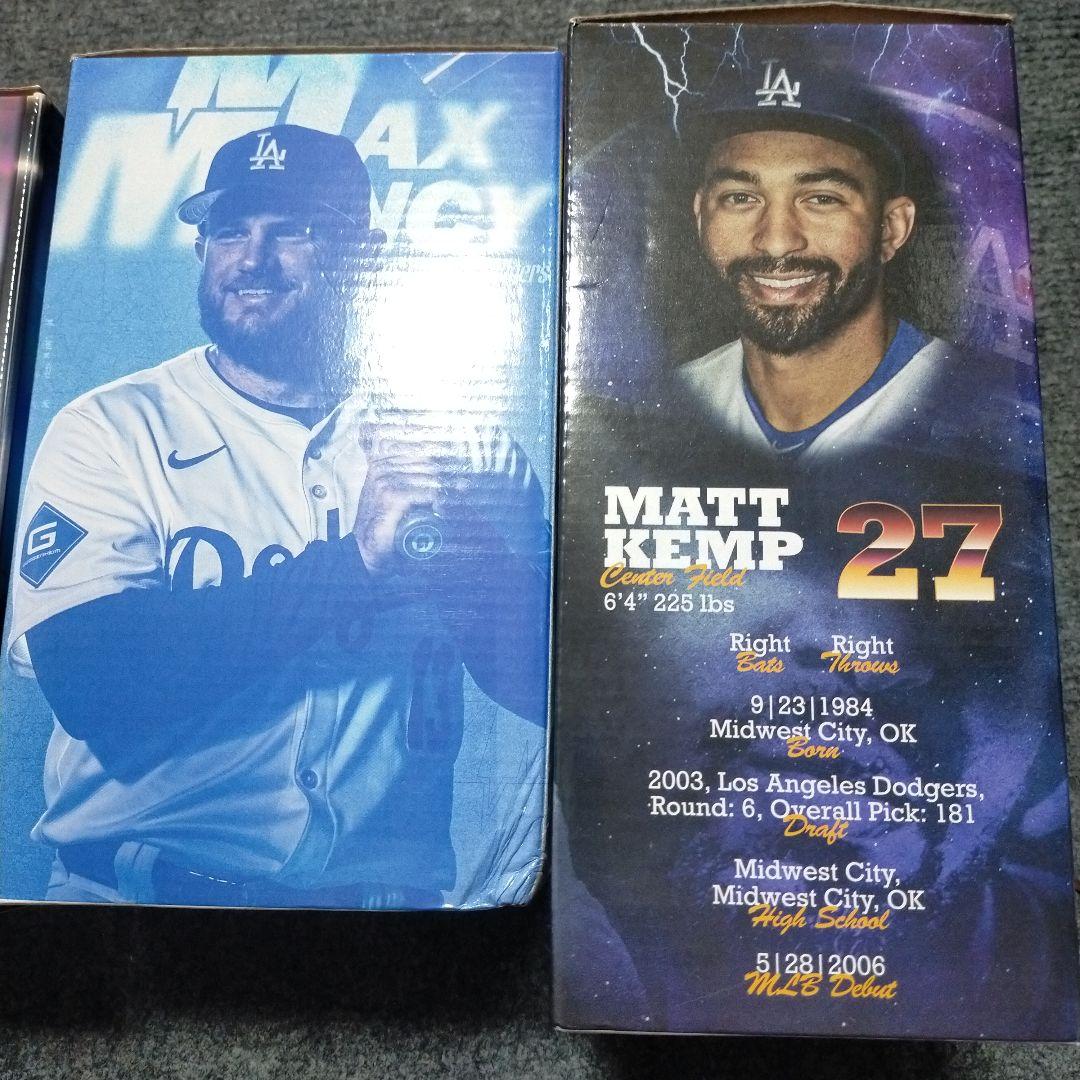 MAX
MUNCY
LA
G
Dod
LA
MATT
KEMP
27
Center Field
6'4" 225 lbs
Right Right
Bats Throws
9|23|1984
Midwest City, OK
Born
2003, Los Angeles Dodgers,
Round: 6, Overall Pick: 181
Draft
Midwest City,
Midwest City, OK
High School
5|28|2006
MLB Debut